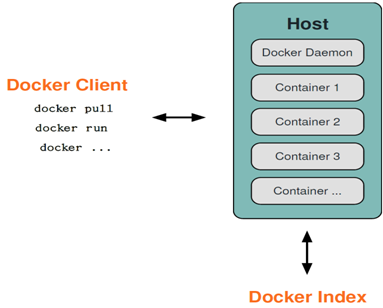 Host
Docker Daemon
Docker Client
docker pull
docker run
docker ...
Container 1
Container 2
Container 3
Container ...
Docker Index